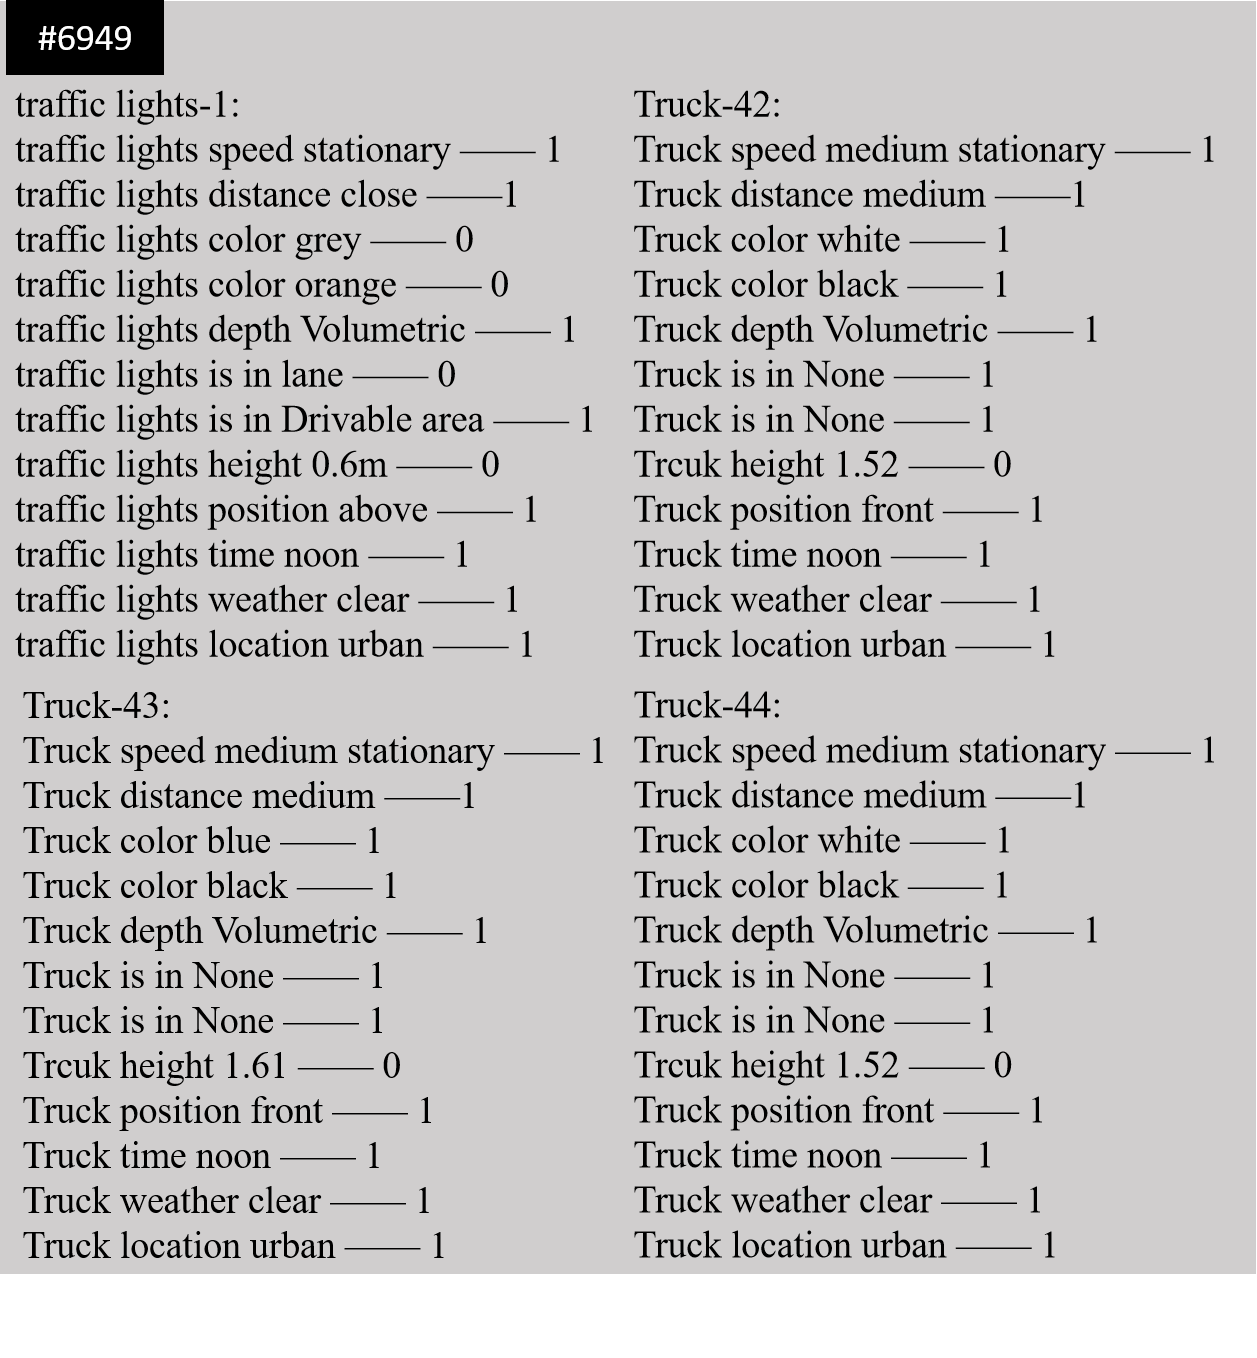 #6949
traffic lights-1:
traffic lights speed stationary —— 1
traffic lights distance close ——1
traffic lights color grey —— 0
traffic lights color orange —— 0
traffic lights depth Volumetric —— 1
traffic lights is in lane —— 0
traffic lights is in Drivable area —— 1
traffic lights height 0.6m —— 0
traffic lights position above —— 1
traffic lights time noon —— 1
traffic lights weather clear —— 1
traffic lights location urban —— 1
Truck-42:
Truck speed medium stationary —— 1
Truck distance medium ——1
Truck color white —— 1
Truck color black —— 1
Truck depth Volumetric —— 1
Truck is in None —— 1
Truck is in None —— 1
Trcuk height 1.52 —— 0
Truck position front —— 1
Truck time noon —— 1
Truck weather clear —— 1
Truck location urban —— 1
Truck-43:
Truck speed medium stationary —— 1
Truck distance medium ——1
Truck color blue —— 1
Truck color black —— 1
Truck depth Volumetric —— 1
Truck is in None —— 1
Truck is in None —— 1
Trcuk height 1.61 —— 0
Truck position front —— 1
Truck time noon —— 1
Truck weather clear —— 1
Truck location urban —— 1
Truck-44:
Truck speed medium stationary —— 1
Truck distance medium ——1
Truck color white —— 1
Truck color black —— 1
Truck depth Volumetric —— 1
Truck is in None —— 1
Truck is in None —— 1
Trcuk height 1.52 —— 0
Truck position front —— 1
Truck time noon —— 1
Truck weather clear —— 1
Truck location urban —— 1